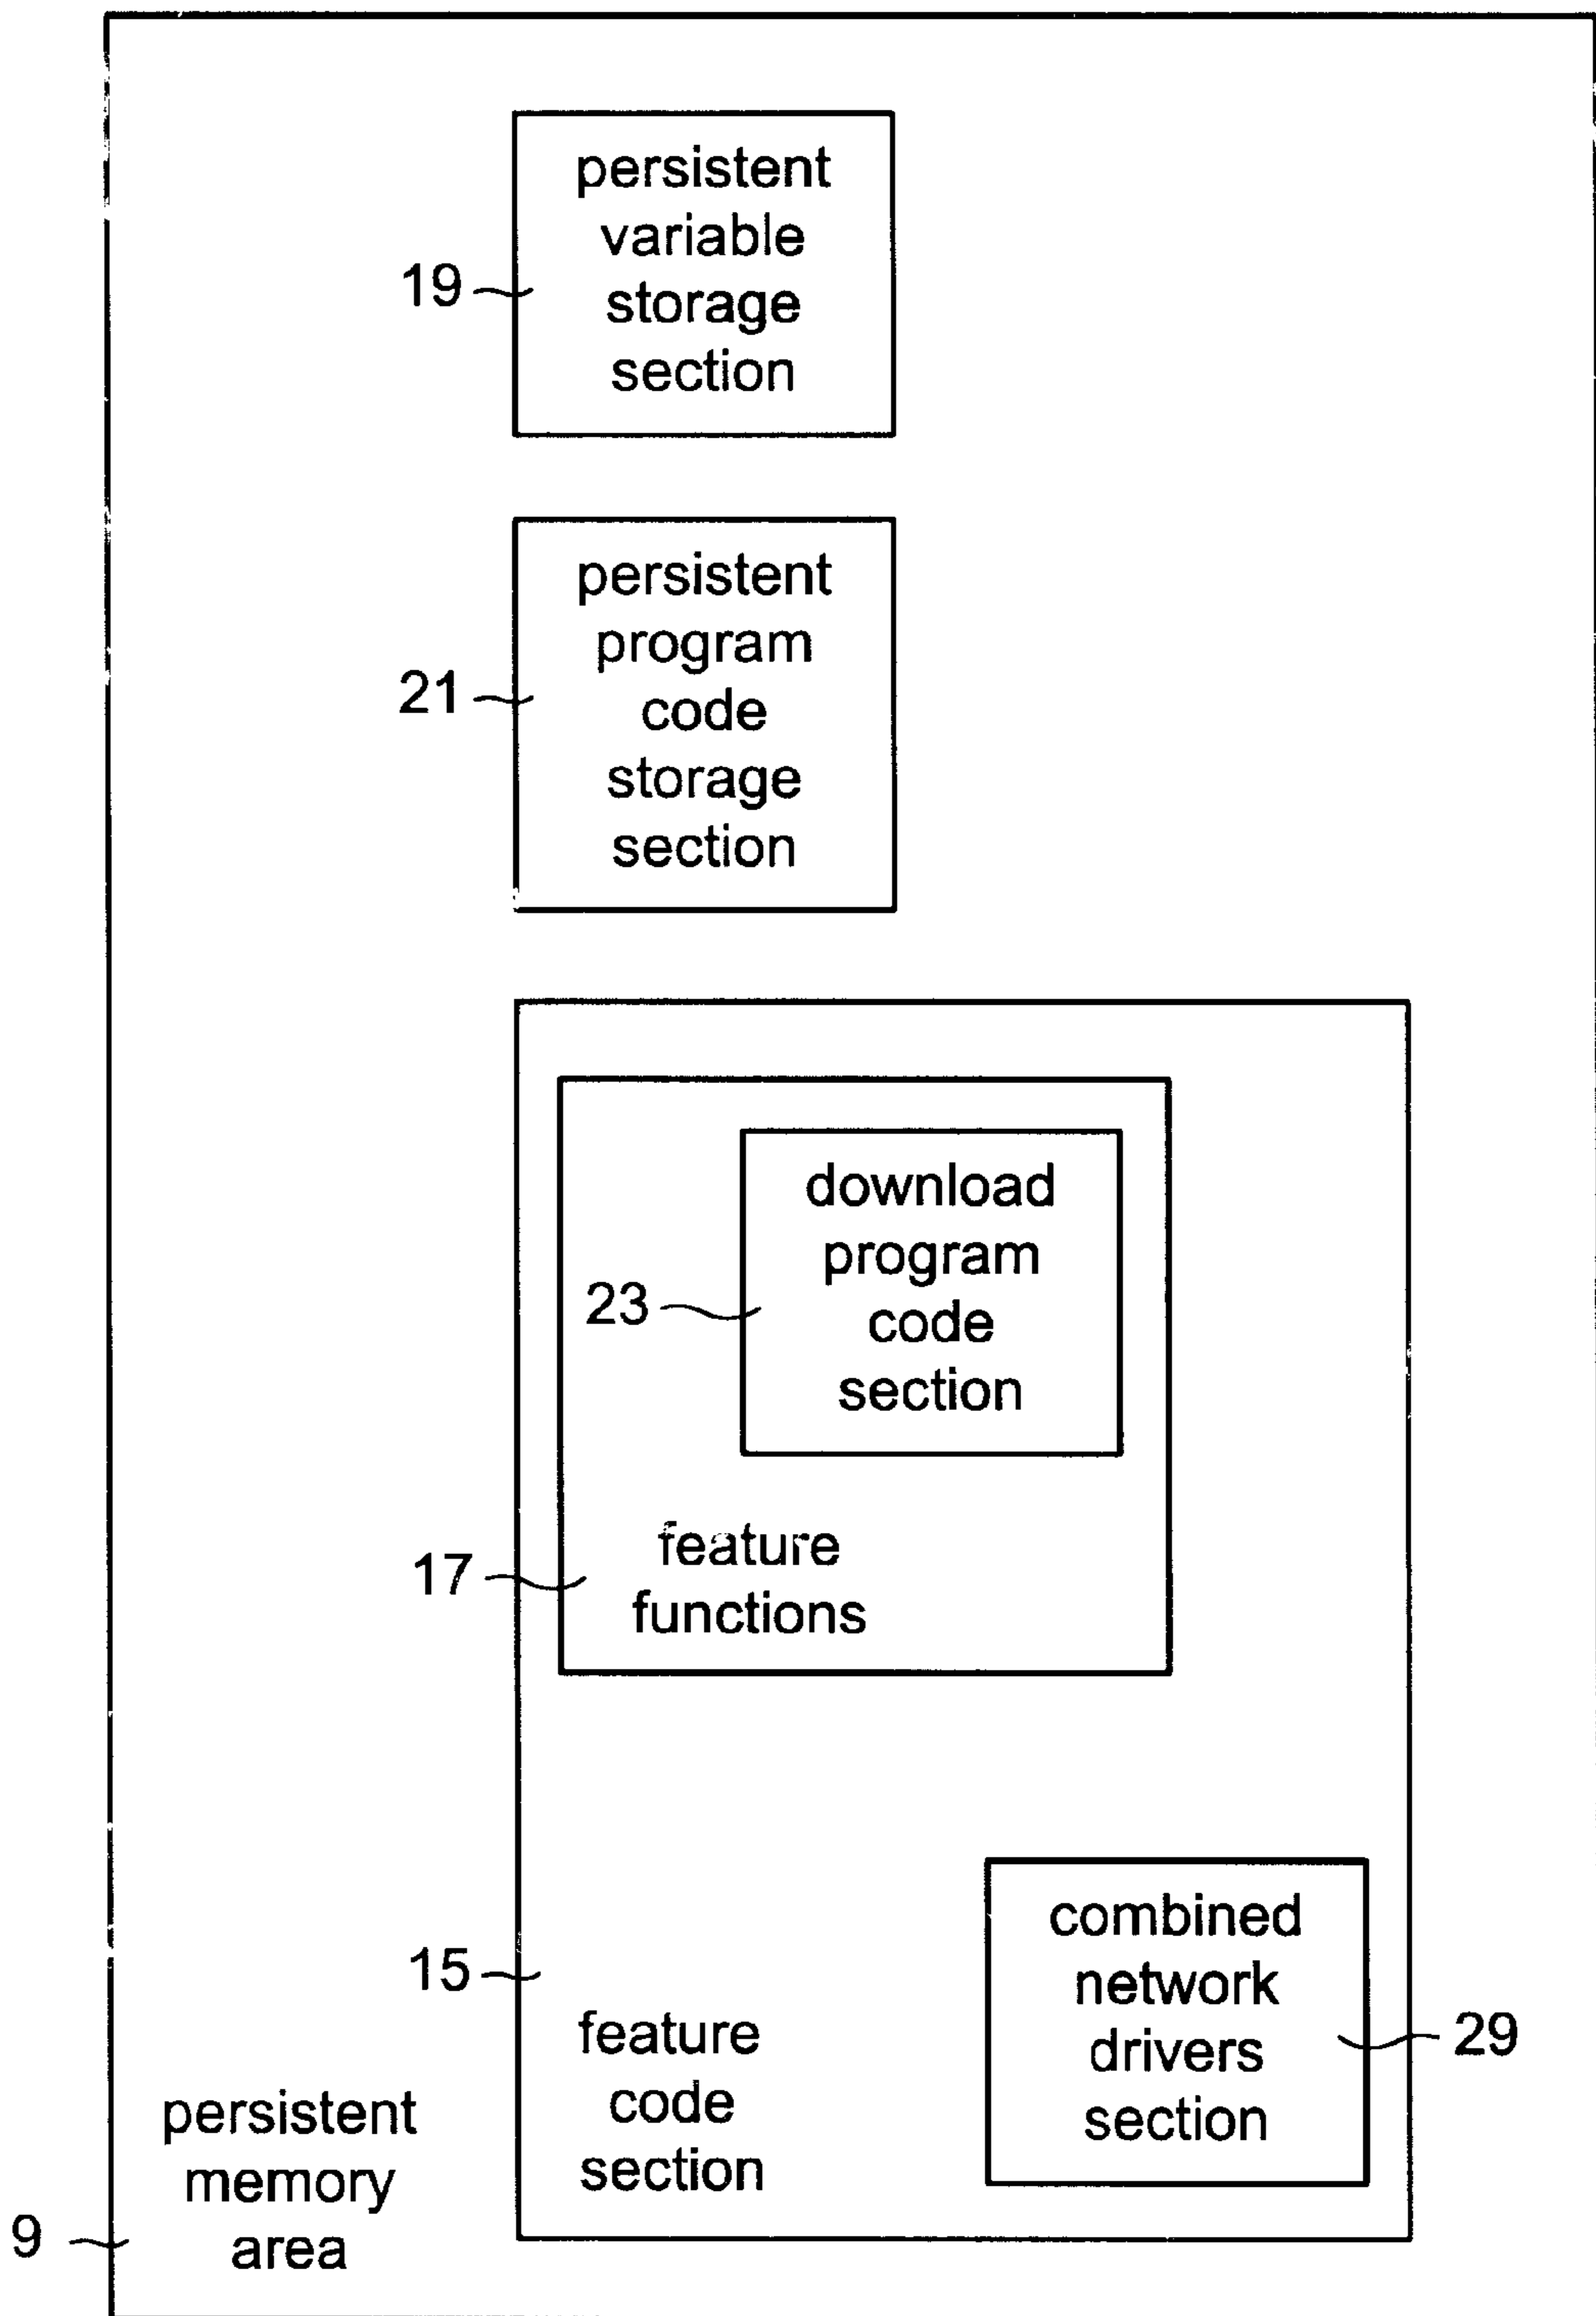 persistent
variable
storage
section
19
persistent
program
code
storage
section
21
download
program
code
section
23
feature
functions
17
combined
network
drivers
section
29
15
feature
code
section
persistent
memory
area
9